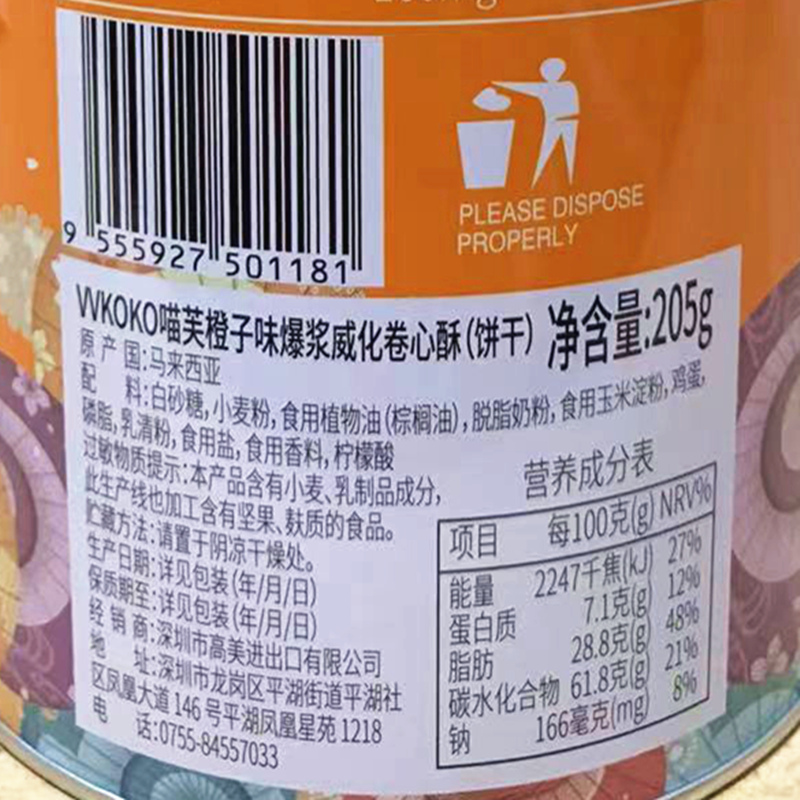 9 555927 501181
PLEASE DISPOSE
PROPERLY
VVKOKO喵芙橙子味爆浆威化卷心酥(饼干) 净含量:205g
原产国:马来西亚
配 料:白砂糖,小麦粉,食用植物油(棕榈油),脱脂奶粉,食用玉米淀粉,鸡蛋,
磷脂,乳清粉,食用盐,食用香料,柠檬酸
过敏物质提示:本产品含有小麦、乳制品成分,
此生产线也加工含有坚果、麸质的食品。
贮藏方法:请置于阴凉干燥处。
生产日期:详见包装(年/月/日)
保质期至:详见包装(年/月/日)
经 销 商:深圳市高美进出口有限公司
地 址:深圳市龙岗区平湖街道平湖社
区凤凰大道146号平湖凤凰星苑1218
电 话:0755-84557033
营养成分表
项目 每100克(g) NRV%
能量 2247千焦(kJ) 27%
蛋白质 7.1克(g) 12%
脂肪 28.8克(g) 48%
碳水化合物 61.8克(g) 21%
钠 166毫克(mg) 8%